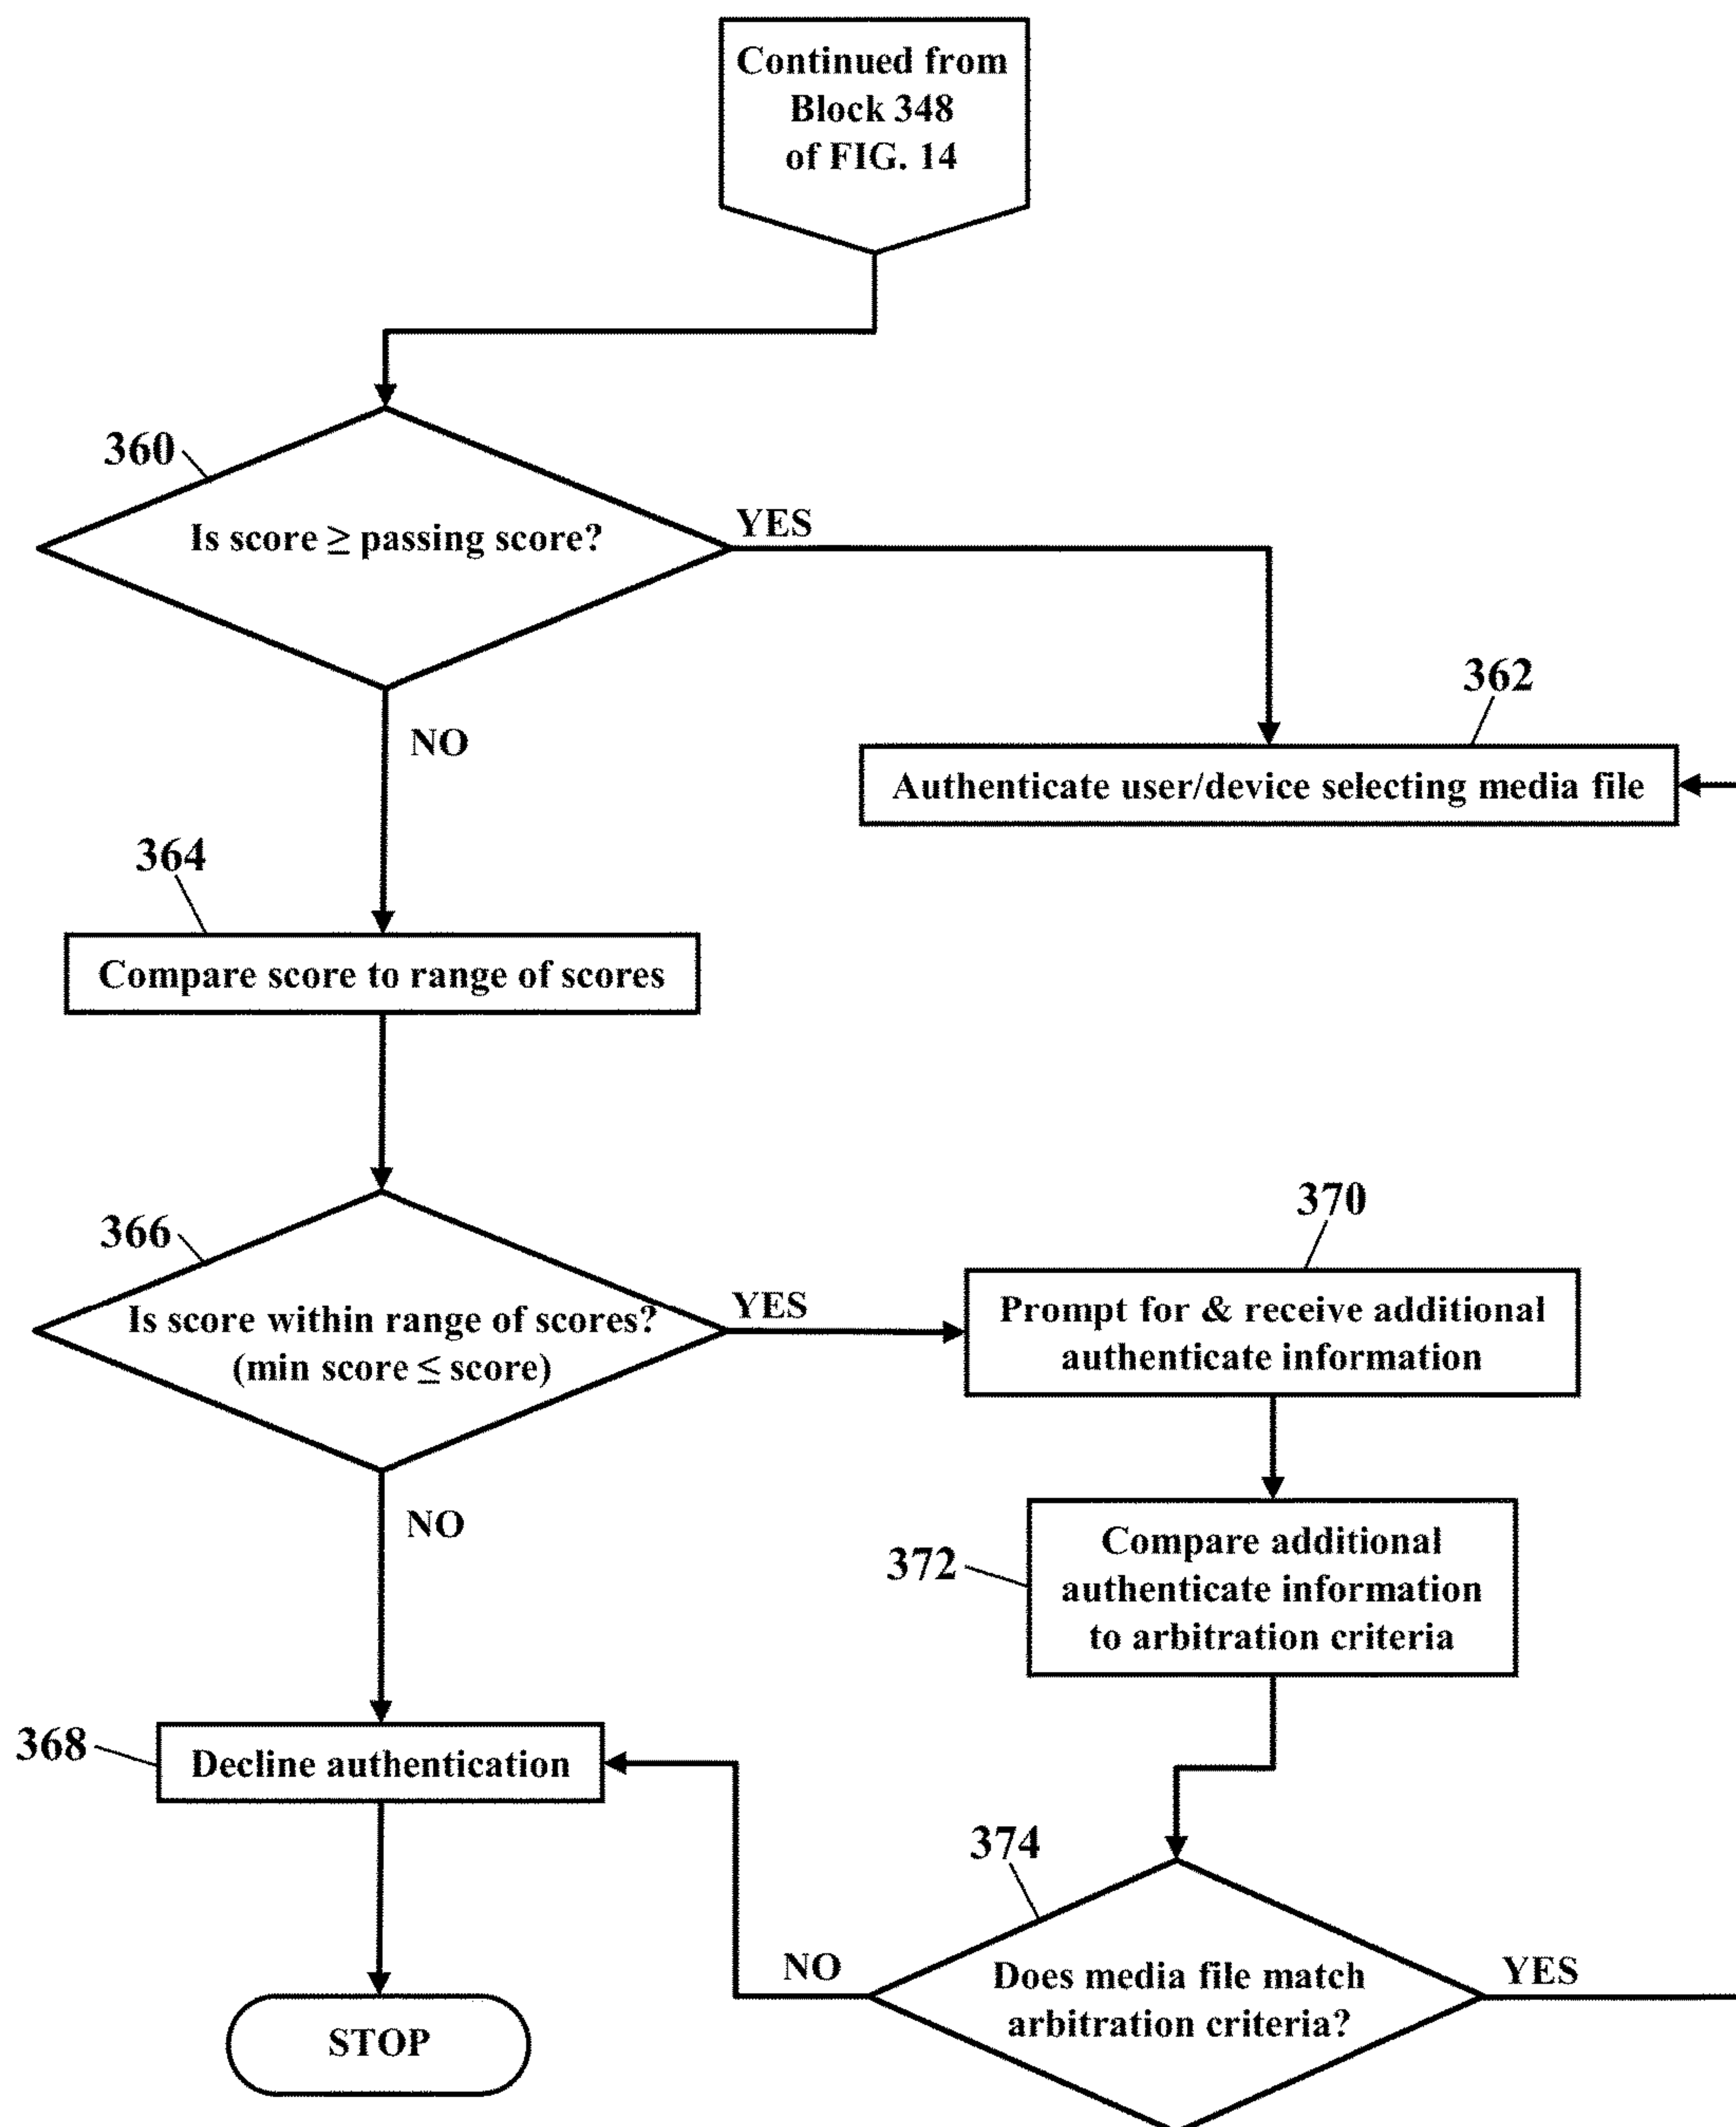 Continued from
Block 348
of FIG. 14
360
Is score ≥ passing score?
YES
NO
362
Authenticate user/device selecting media file
364
Compare score to range of scores
366
Is score within range of scores?
(min score ≤ score)
YES
NO
370
Prompt for & receive additional
authenticate information
372
Compare additional
authenticate information
to arbitration criteria
368
Decline authentication
374
Does media file match
arbitration criteria?
NO
YES
STOP